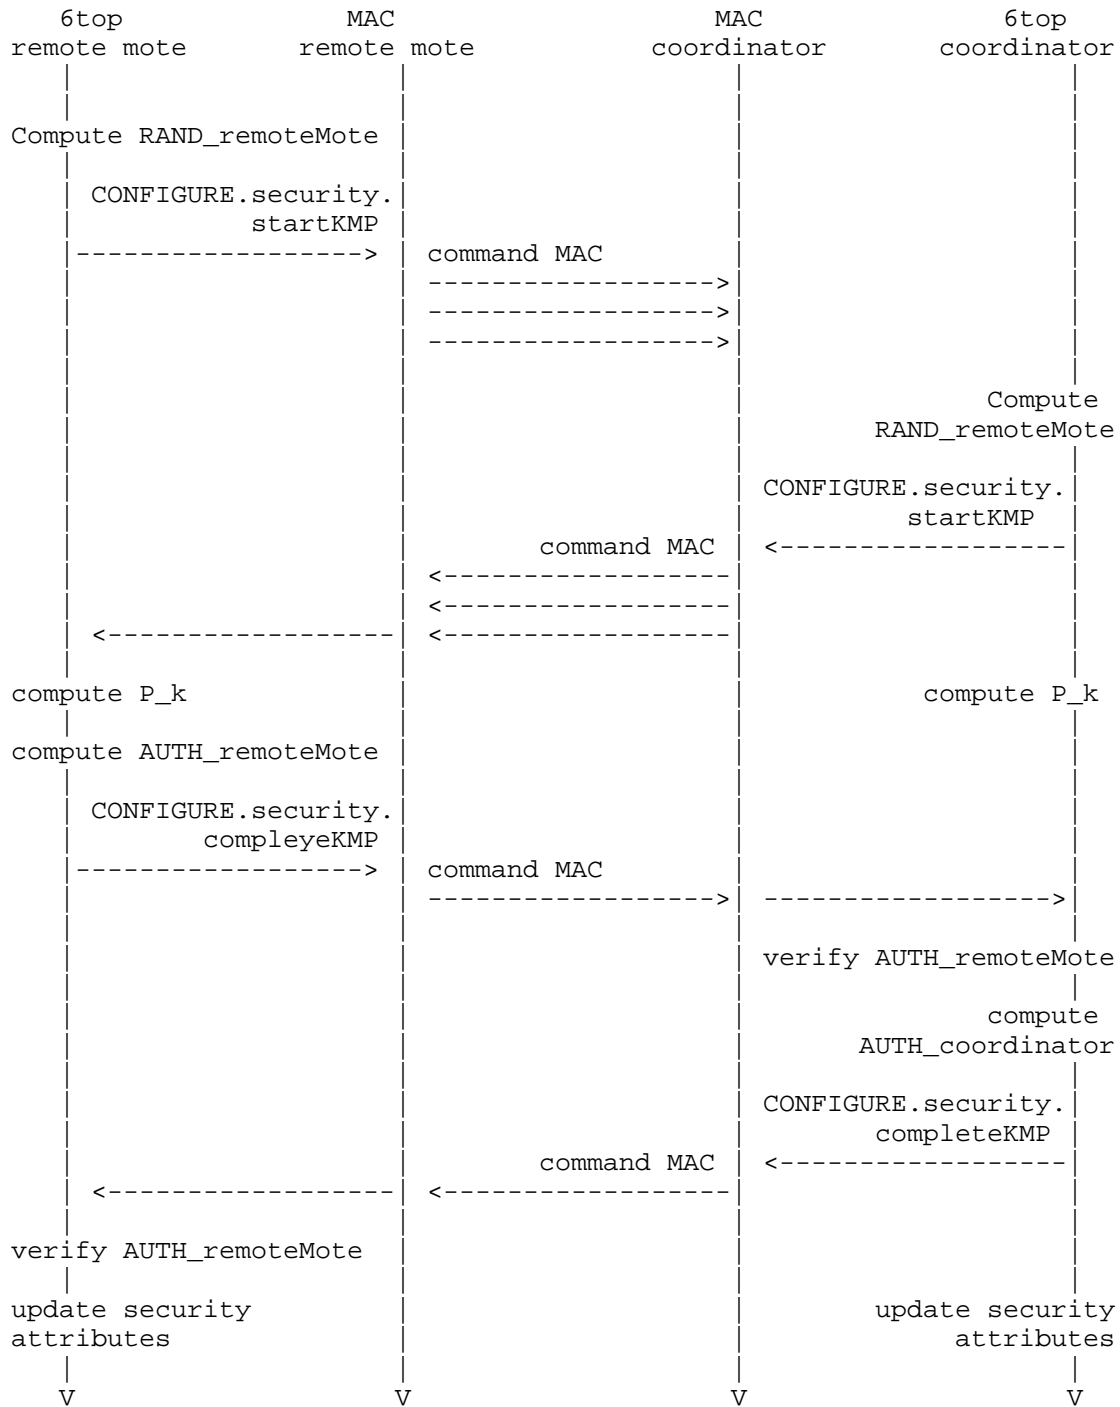 6top MAC MAC 6top
remote mote remote mote coordinator coordinator
Compute RAND_remoteMote
CONFIGURE.security.
startKMP
command MAC
Compute
RAND_remoteMote
CONFIGURE.security.
startKMP
command MAC
compute P_k compute P_k
compute AUTH_remoteMote
CONFIGURE.security.
compleyeKMP
command MAC
verify AUTH_remoteMote
compute
AUTH_coordinator
CONFIGURE.security.
completeKMP
command MAC
verify AUTH_remoteMote
update security update security
attributes attributes
V V V V